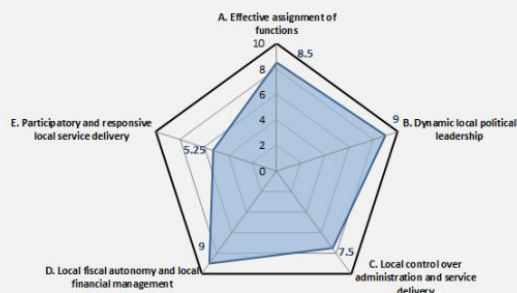 A. Effective assignment of
functions
10
8.5
8
6
4
2
0
9
B. Dynamic local political
leadership
E. Participatory and responsive
local service delivery
5.25
9
7.5
D. Local fiscal autonomy and local
financial management
C. Local control over
administration and service
delivery